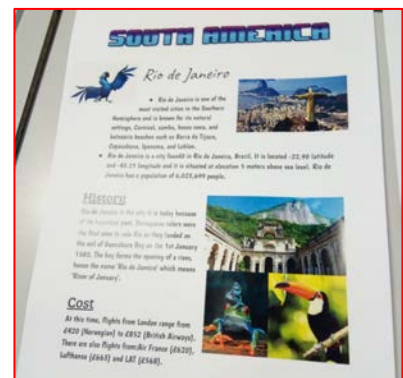 SOUTH AMERICA
Rio de Janeiro
• Rio de Janeiro is one of the
most visited cities in the Southern
Hemisphere and is known for its natural
settings, Carnival, samba, bossa nova, and
balneario beaches such as Barra da Tijuca,
Copacabana, Ipanema, and Leblon.
• Rio de Janeiro is a city found in Rio de Janeiro, Brazil. It is located -22.90 latitude
and -43.21 longitude and it is situated at elevation 5 meters above sea level. Rio de
Janeiro has a population of 6,023,699 people.
History
Rio de Janeiro is the city it is today because
of its luxurious past. Portuguese rulers were
the first ones to rule Rio as they landed on
the soil of Guanabara Bay on the 1st January
1502. The bay forms the opening of a river,
hence the name 'Rio de Janeiro' which means
'River of January'.
Cost
At this time, flights from London range from
£420 (Norwegian) to £852 (British Airways).
There are also flights from:Air France (£620),
Lufthansa (£663) and LAT (£568).